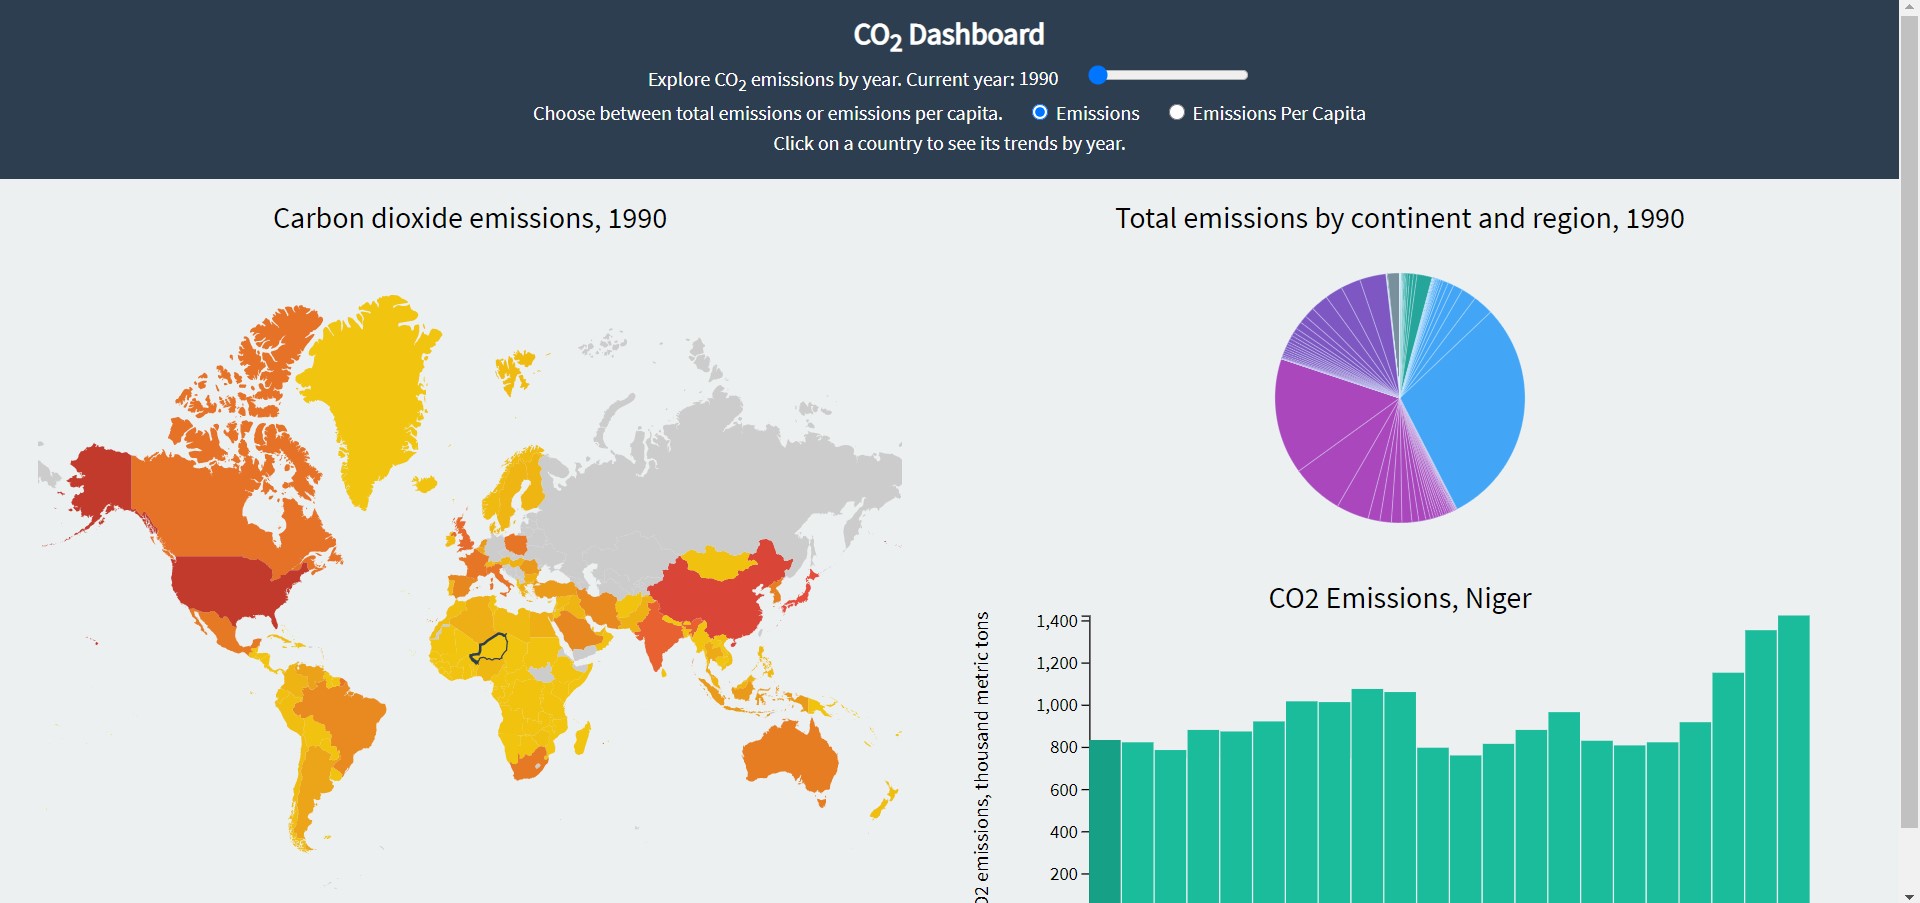 CO2 Dashboard
Explore CO2 emissions by year. Current year: 1990
Choose between total emissions or emissions per capita. Emissions Emissions Per Capita
Click on a country to see its trends by year.
Carbon dioxide emissions, 1990
Total emissions by continent and region, 1990
CO2 Emissions, Niger
O2 emissions, thousand metric tons
1,400
1,200
1,000
800
600
400
200